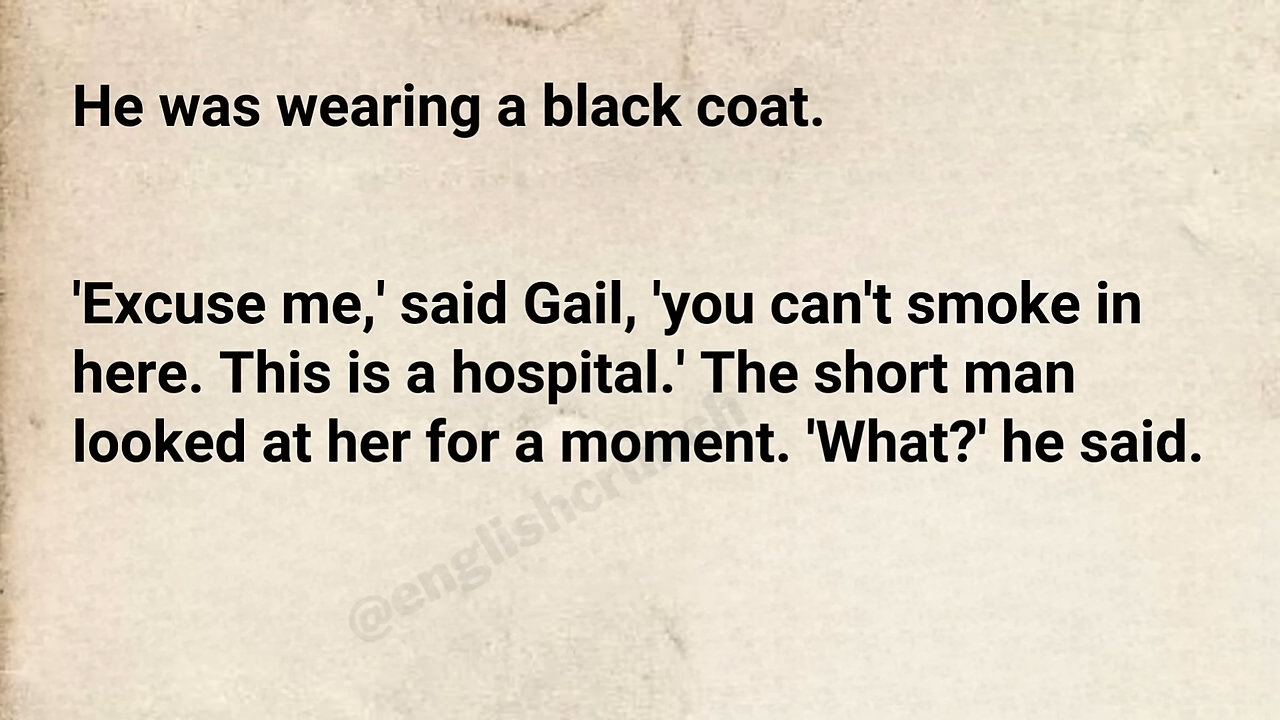 He was wearing a black coat.
'Excuse me,' said Gail, 'you can't smoke in
here. This is a hospital.' The short man
looked at her for a moment. 'What?' he said.